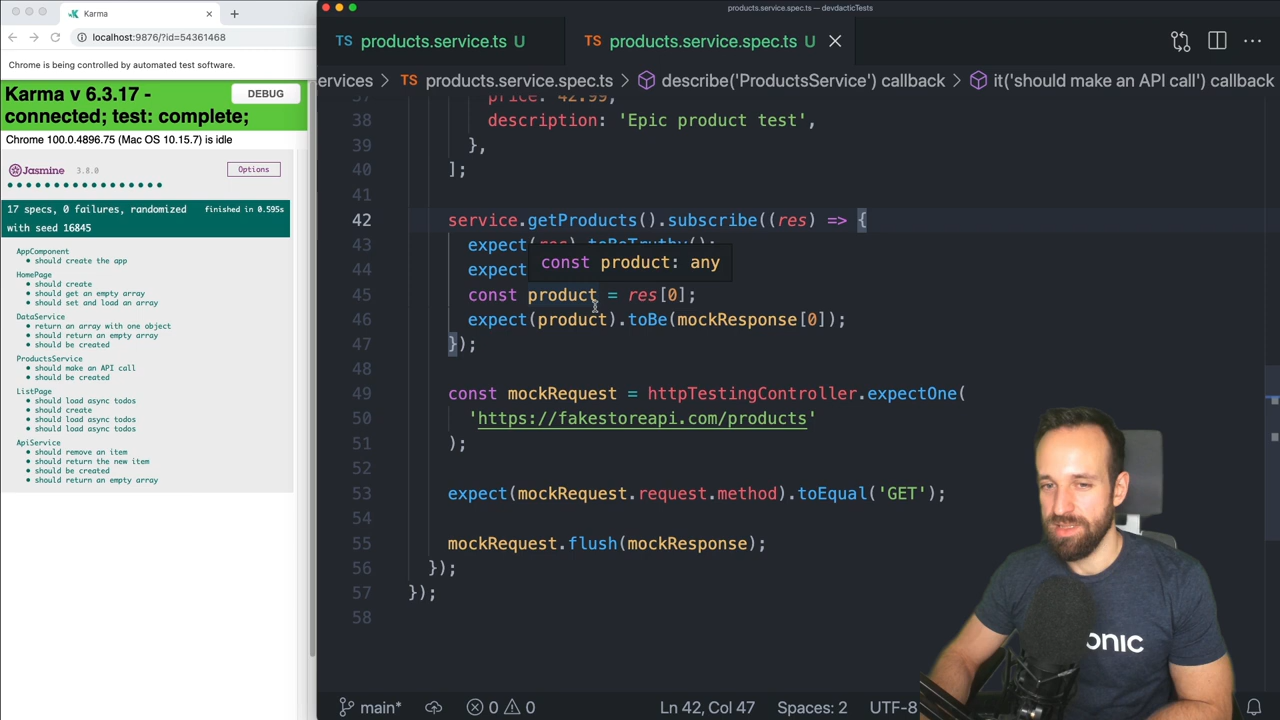 Karma
localhost:9876/?id=54361468
Chrome is being controlled by automated test software.
Karma v 6.3.17 -
connected; test: complete;
DEBUG
Chrome 100.0.4896.75 (Mac OS 10.15.7) is idle
Jasmine 3.8.0
Options
17 specs, 0 failures, randomized
with seed 16845
finished in 0.595s
AppComponent
• should create the app
HomePage
• should create
• should get an empty array
• should set and load an array
DataService
• return an array with one object
• should return an empty array
• should be created
ProductsService
• should make an API call
• should be created
ListPage
• should load async todos
• should create
• should load async todos
• should load async todos
ApiService
• should remove an item
• should return the new item
• should be created
• should return an empty array
products.service.spec.ts — devdacticTests
TS products.service.ts U
TS products.service.spec.ts U
ervices > TS products.service.spec.ts > describe('ProductsService') callback > it('should make an API call') callback
37 price: 42.99,
38 description: 'Epic product test',
39 },
40 ];
41
42 service.getProducts().subscribe((res) => {
43 expect(res).toBeTruthy();
44 expect
const product: any
45 const product = res[0];
46 expect(product).toBe(mockResponse[0]);
47 });
48
49 const mockRequest = httpTestingController.expectOne(
50 'https://fakestoreapi.com/products'
51 );
52
53 expect(mockRequest.request.method).toEqual('GET');
54
55 mockRequest.flush(mockResponse);
56 });
57 });
58
onic
main* 0 0 Ln 42, Col 47 Spaces: 2 UTF-8